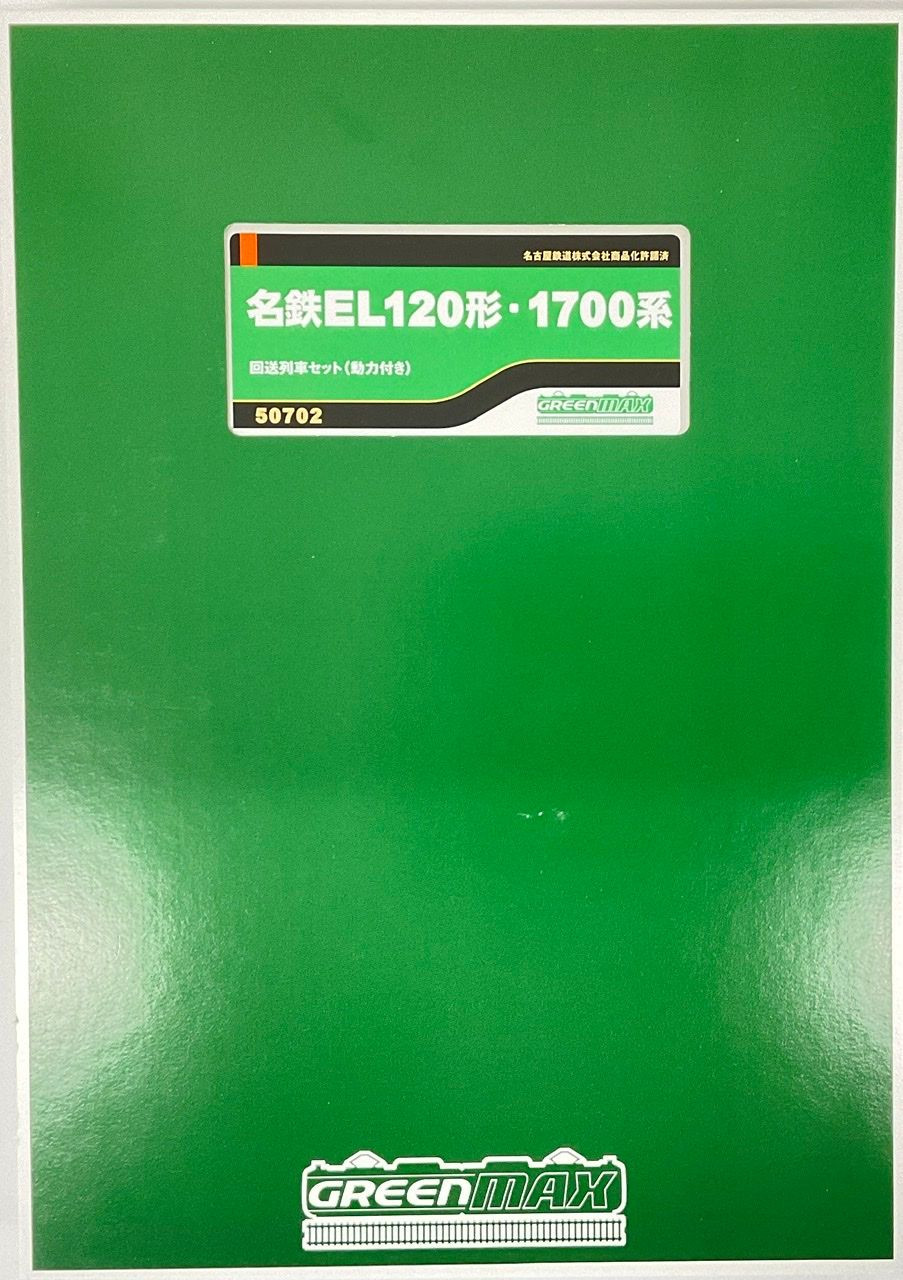 名古屋鉄道株式会社商品化許諾済
名鉄EL120形・1700系
回送列車セット(動力付き)
50702
GREENMAX
GREENMAX